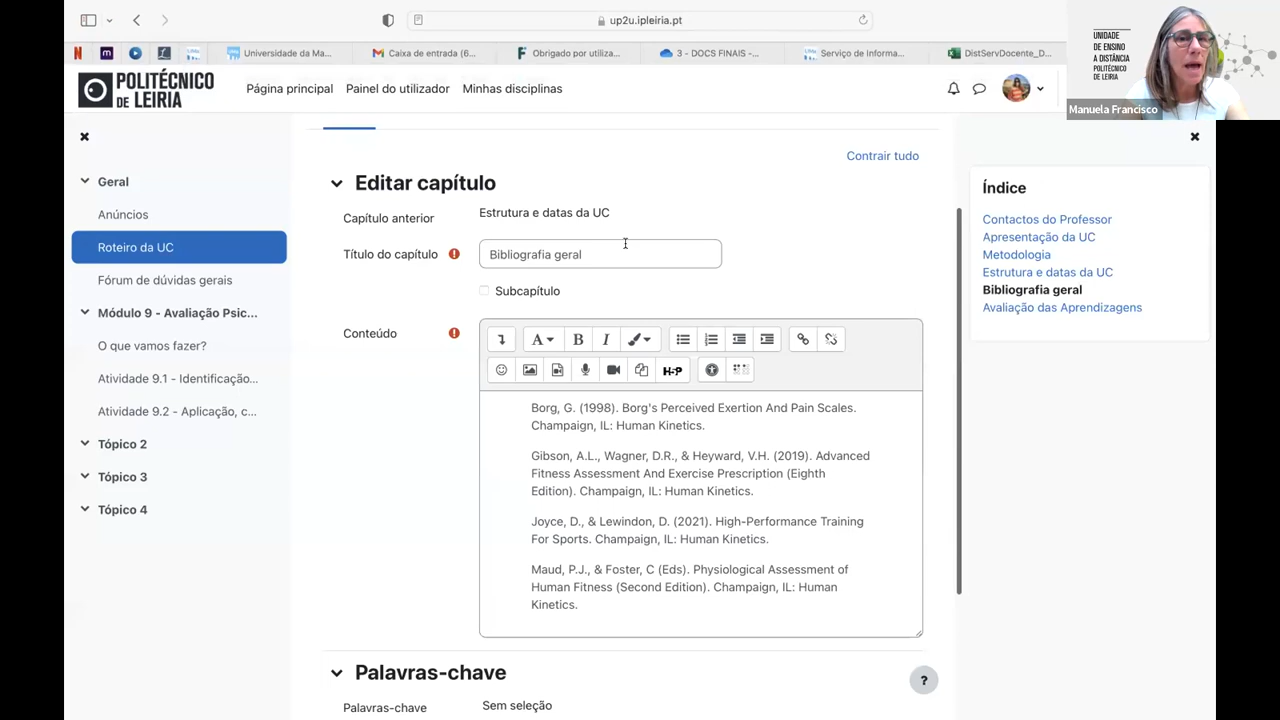 up2u.ipleiria.pt
Universidade da Ma...
Caixa de entrada (6...
Obrigado por utiliza...
3 - DOCS FINAIS -...
Serviço de Informa...
DistServDocente_D...
UNIDADE
DE ENSINO
A DISTÂNCIA
POLITÉCNICO
DE LEIRIA
Manuela Francisco
POLITÉCNICO
DE LEIRIA
Página principal
Painel do utilizador
Minhas disciplinas
Geral
Anúncios
Roteiro da UC
Fórum de dúvidas gerais
Módulo 9 - Avaliação Psic...
O que vamos fazer?
Atividade 9.1 - Identificação...
Atividade 9.2 - Aplicação, c...
Tópico 2
Tópico 3
Tópico 4
Contrair tudo
Editar capítulo
Capítulo anterior
Estrutura e datas da UC
Título do capítulo
Bibliografia geral
Subcapítulo
Conteúdo
A
B
I
H-P
Borg, G. (1998). Borg's Perceived Exertion And Pain Scales.
Champaign, IL: Human Kinetics.
Gibson, A.L., Wagner, D.R., & Heyward, V.H. (2019). Advanced
Fitness Assessment And Exercise Prescription (Eighth
Edition). Champaign, IL: Human Kinetics.
Joyce, D., & Lewindon, D. (2021). High-Performance Training
For Sports. Champaign, IL: Human Kinetics.
Maud, P.J., & Foster, C (Eds). Physiological Assessment of
Human Fitness (Second Edition). Champaign, IL: Human
Kinetics.
Palavras-chave
Palavras-chave
Sem seleção
?
Índice
Contactos do Professor
Apresentação da UC
Metodologia
Estrutura e datas da UC
Bibliografia geral
Avaliação das Aprendizagens